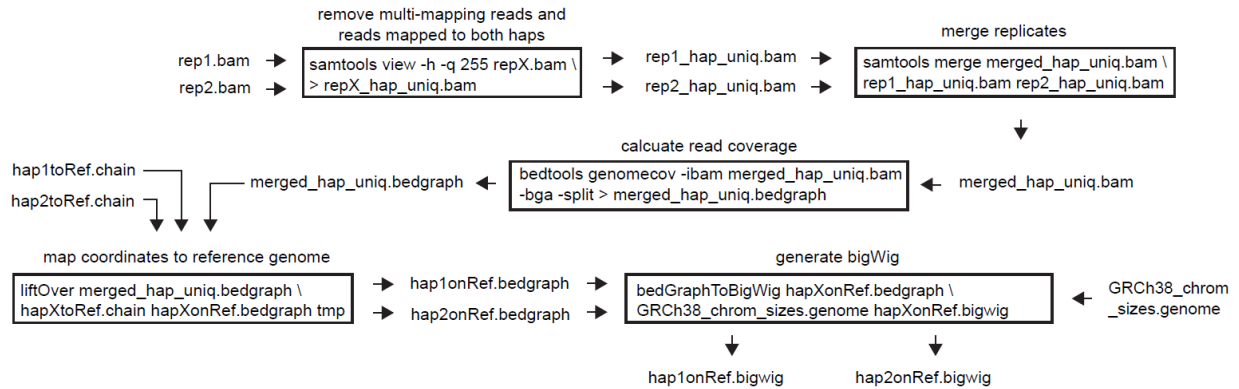 remove multi-mapping reads and
reads mapped to both haps
rep1.bam
rep2.bam
samtools view -h -q 255 repX.bam \
> repX_hap_uniq.bam
rep1_hap_uniq.bam
rep2_hap_uniq.bam
merge replicates
samtools merge merged_hap_uniq.bam \
rep1_hap_uniq.bam rep2_hap_uniq.bam
merged_hap_uniq.bam
calcuate read coverage
bedtools genomecov -ibam merged_hap_uniq.bam
-bga -split > merged_hap_uniq.bedgraph
merged_hap_uniq.bedgraph
hap1toRef.chain
hap2toRef.chain
map coordinates to reference genome
liftOver merged_hap_uniq.bedgraph \
hapXtoRef.chain hapXonRef.bedgraph tmp
hap1onRef.bedgraph
hap2onRef.bedgraph
generate bigWig
bedGraphToBigWig hapXonRef.bedgraph \
GRCh38_chrom_sizes.genome hapXonRef.bigwig
GRCh38_chrom
_sizes.genome
hap1onRef.bigwig
hap2onRef.bigwig